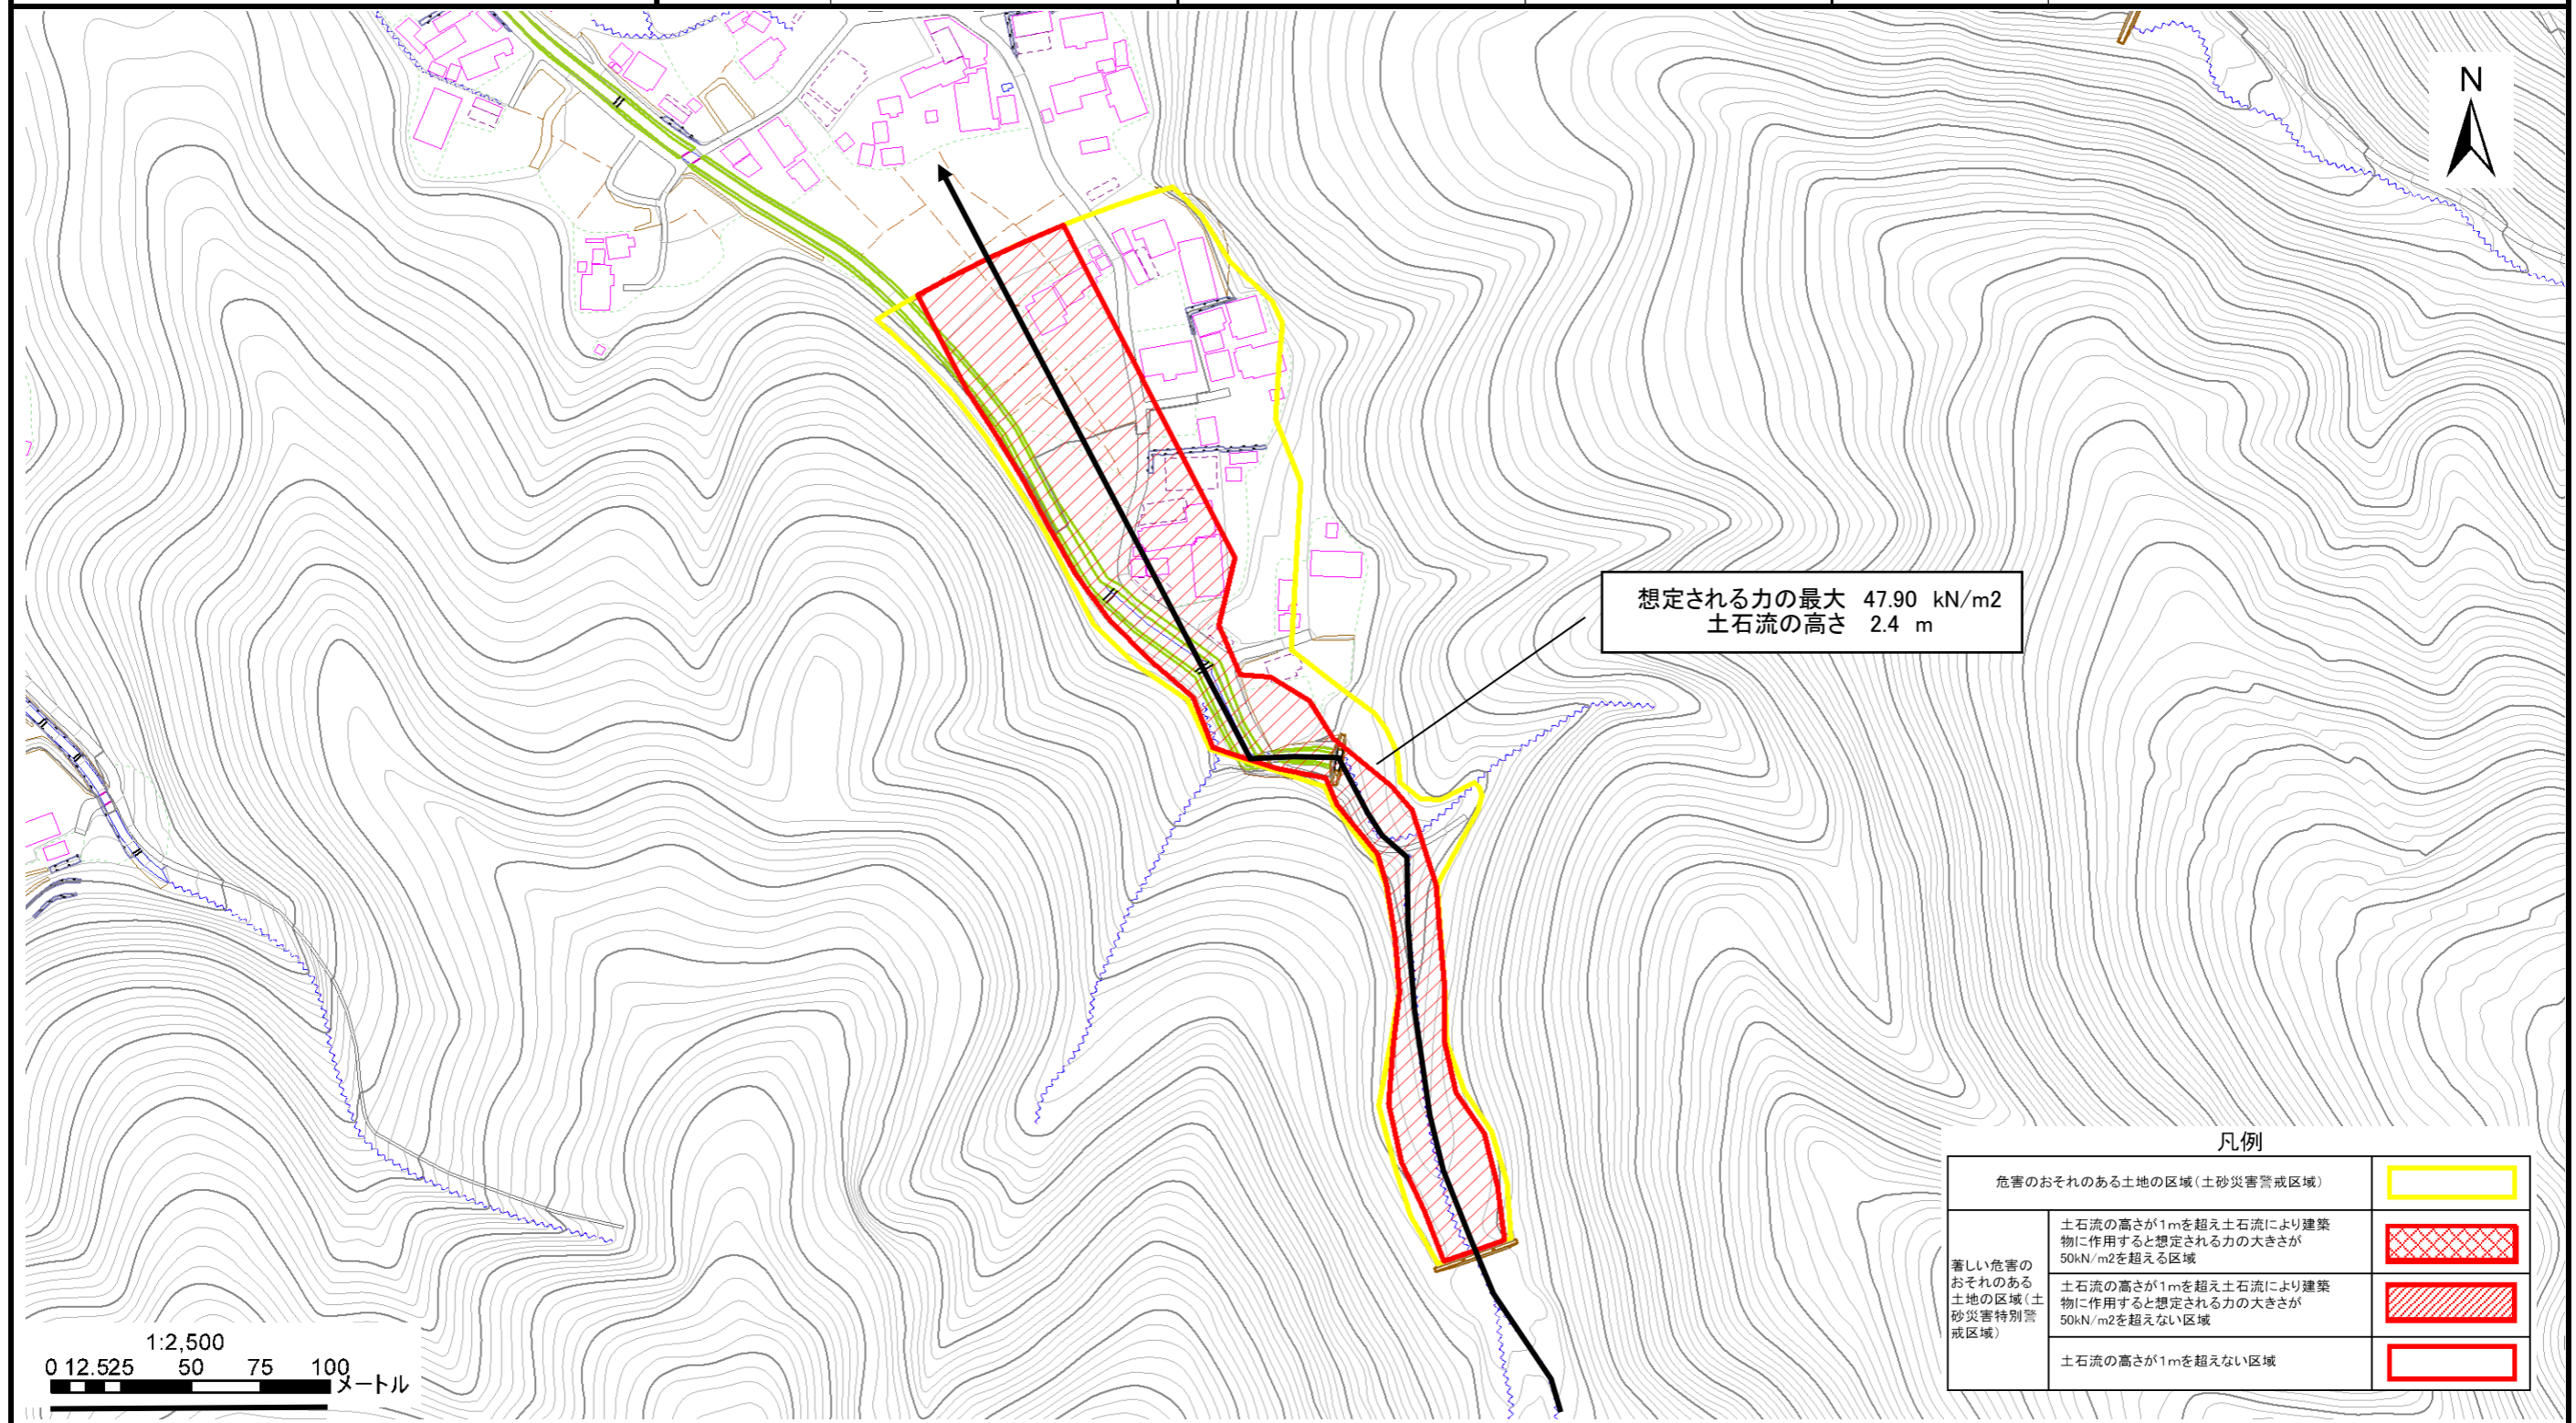 N
想定される力の最大 47.90 kN/m2
土石流の高さ 2.4 m
凡例
危害のおそれのある土地の区域(土砂災害警戒区域)
著しい危害の
おそれのある
土地の区域(土
砂災害特別警
戒区域)
土石流の高さが1mを超え土石流により建築
物に作用すると想定される力の大きさが
50kN/m2を超える区域
土石流の高さが1mを超え土石流により建築
物に作用すると想定される力の大きさが
50kN/m2を超えない区域
土石流の高さが1mを超えない区域
1:2,500
0 12.525 50 75 100
メートル